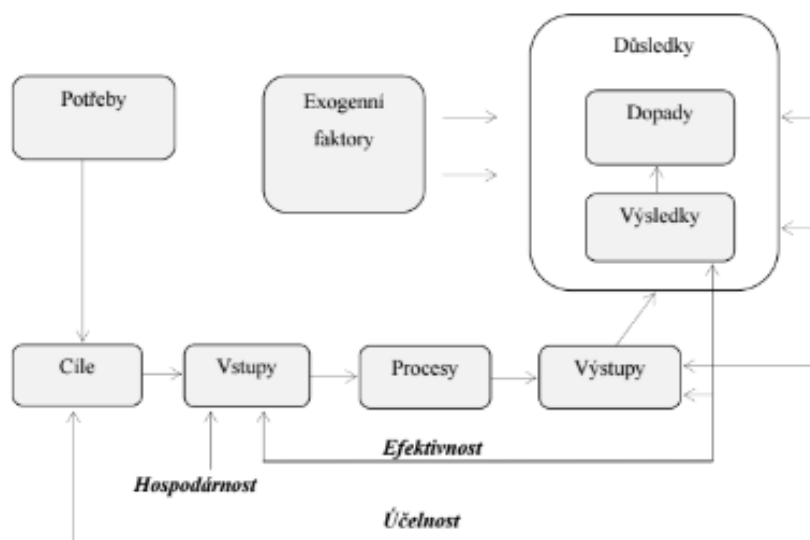 Důsledky
Potřeby
Exogenní
faktory
Dopady
Výsledky
Cíle
Vstupy
Procesy
Výstupy
Efektivnost
Hospodárnost
Účelnost